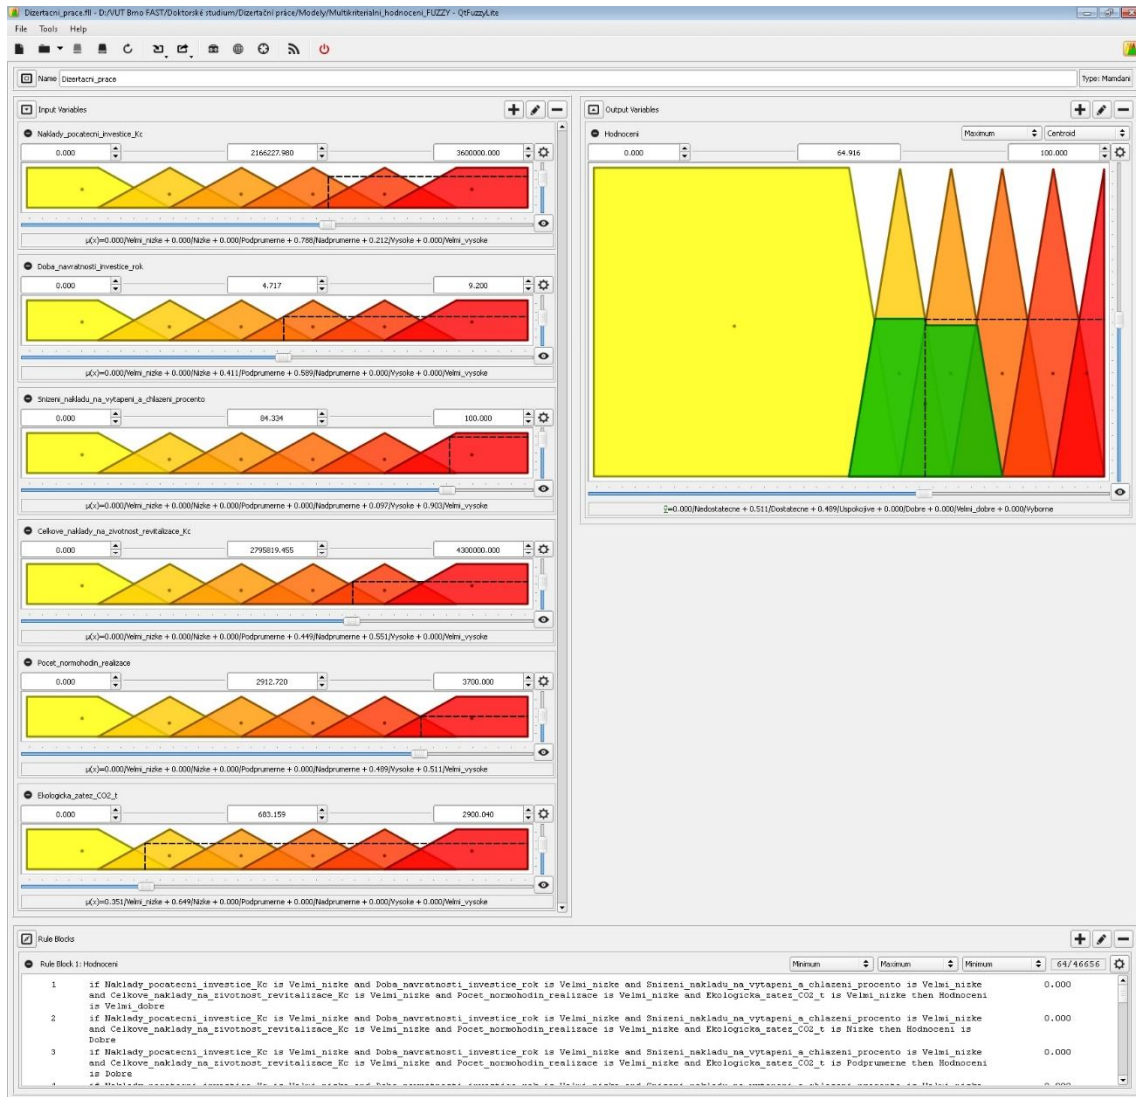 Dizertacni_prace.fll - D:/VUT Brno FAST/Doktorské studium/Dizertační práce/Modely/Multikriterialni_hodnoceni_FUZZY - QtFuzzyLite
File Tools Help
Name Dizertacni_prace Type: Mamdani
Input Variables
Naklady_pocatecni_investice_Kc
0.000 2166227.980 3600000.000
μ(x)=0.000/Velmi_nizke + 0.000/Nizke + 0.000/Podprumerne + 0.788/Nadprumerne + 0.212/Vysoke + 0.000/Velmi_vysoke
Doba_navratnosti_investice_rok
0.000 4.717 9.200
μ(x)=0.000/Velmi_nizke + 0.000/Nizke + 0.411/Podprumerne + 0.589/Nadprumerne + 0.000/Vysoke + 0.000/Velmi_vysoke
Snizeni_nakladu_na_vytapeni_a_chlazeni_procento
0.000 84.334 100.000
μ(x)=0.000/Velmi_nizke + 0.000/Nizke + 0.000/Podprumerne + 0.000/Nadprumerne + 0.097/Vysoke + 0.903/Velmi_vysoke
Celkove_naklady_na_zivotnost_revitalizace_Kc
0.000 2795819.455 4300000.000
μ(x)=0.000/Velmi_nizke + 0.000/Nizke + 0.000/Podprumerne + 0.449/Nadprumerne + 0.551/Vysoke + 0.000/Velmi_vysoke
Pocet_normohodin_realizace
0.000 2912.720 3700.000
μ(x)=0.000/Velmi_nizke + 0.000/Nizke + 0.000/Podprumerne + 0.000/Nadprumerne + 0.489/Vysoke + 0.511/Velmi_vysoke
Ekologicka_zatez_CO2_t
0.000 683.159 2900.040
μ(x)=0.351/Velmi_nizke + 0.649/Nizke + 0.000/Podprumerne + 0.000/Nadprumerne + 0.000/Vysoke + 0.000/Velmi_vysoke
Output Variables
Hodnoceni Maximum Centroid
0.000 64.916 100.000
ỹ=0.000/Nedostatecne + 0.511/Dostatecne + 0.489/Uspokojive + 0.000/Dobre + 0.000/Velmi_dobre + 0.000/Vyborne
Rule Blocks
Rule Block 1: Hodnoceni Minimum Maximum Minimum 64/46656
1 if Naklady_pocatecni_investice_Kc is Velmi_nizke and Doba_navratnosti_investice_rok is Velmi_nizke and Snizeni_nakladu_na_vytapeni_a_chlazeni_procento is Velmi_nizke 0.000
and Celkove_naklady_na_zivotnost_revitalizace_Kc is Velmi_nizke and Pocet_normohodin_realizace is Velmi_nizke and Ekologicka_zatez_CO2_t is Velmi_nizke then Hodnoceni
is Velmi_dobre
2 if Naklady_pocatecni_investice_Kc is Velmi_nizke and Doba_navratnosti_investice_rok is Velmi_nizke and Snizeni_nakladu_na_vytapeni_a_chlazeni_procento is Velmi_nizke 0.000
and Celkove_naklady_na_zivotnost_revitalizace_Kc is Velmi_nizke and Pocet_normohodin_realizace is Velmi_nizke and Ekologicka_zatez_CO2_t is Nizke then Hodnoceni is
Dobre
3 if Naklady_pocatecni_investice_Kc is Velmi_nizke and Doba_navratnosti_investice_rok is Velmi_nizke and Snizeni_nakladu_na_vytapeni_a_chlazeni_procento is Velmi_nizke 0.000
and Celkove_naklady_na_zivotnost_revitalizace_Kc is Velmi_nizke and Pocet_normohodin_realizace is Velmi_nizke and Ekologicka_zatez_CO2_t is Podprumerne then Hodnoceni
is Dobre